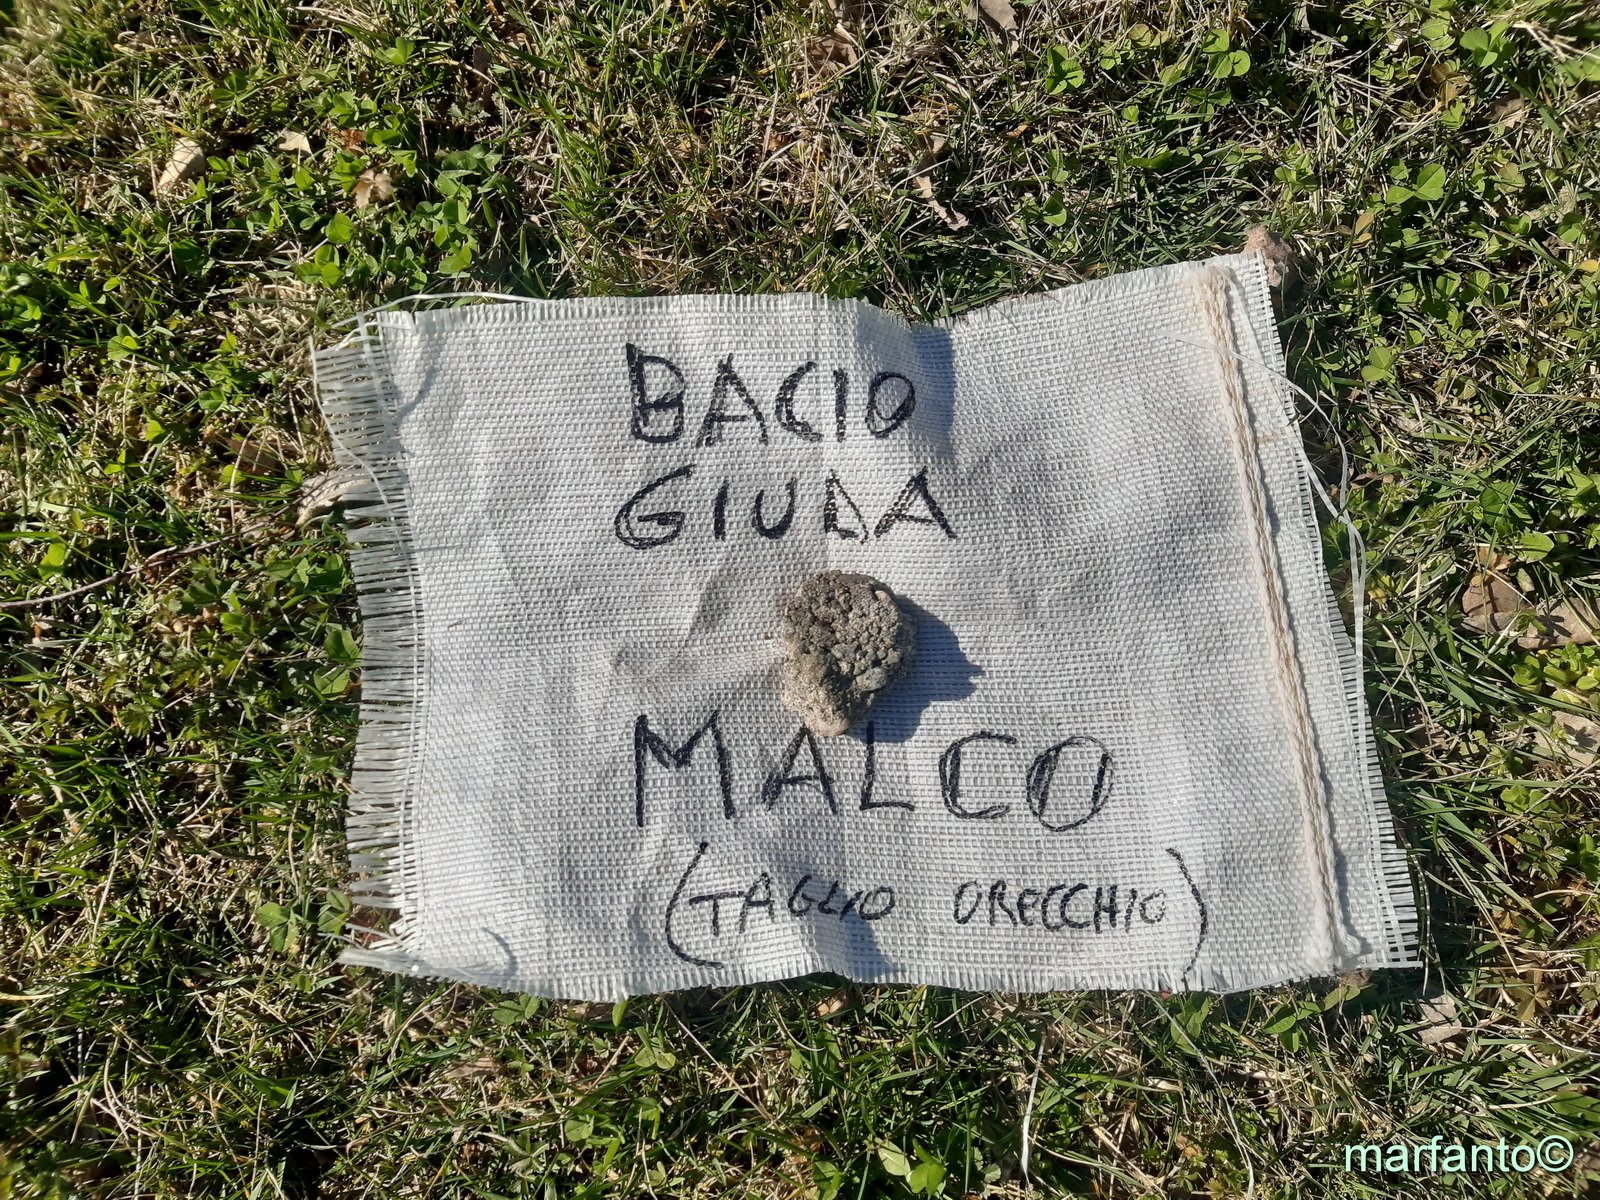 BACIO
GIUDA
MALCO
(TAGLIO ORECCHIO)
marfanto©